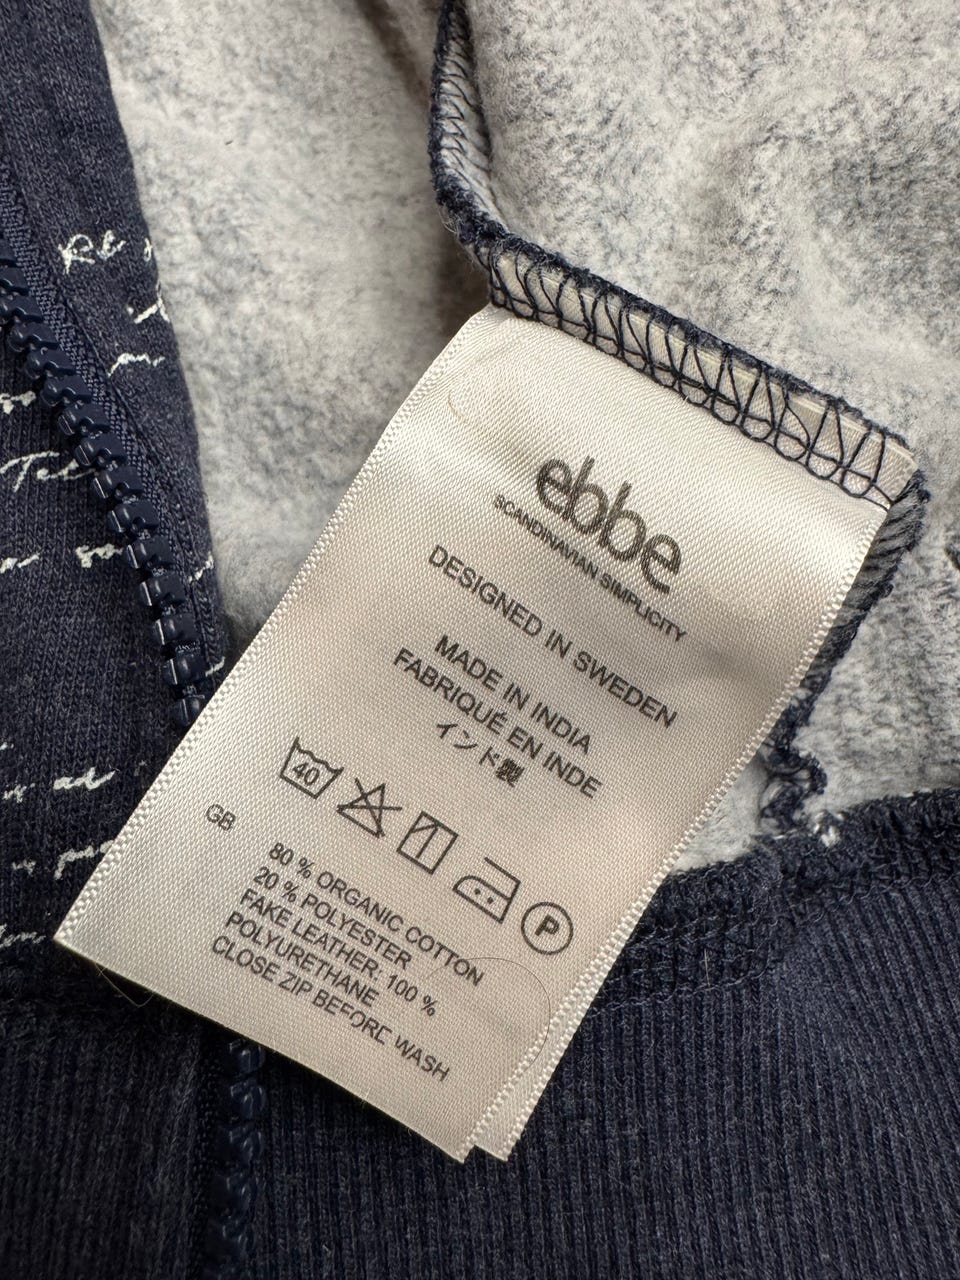 ebbe
SCANDINAVIAN SIMPLICITY
DESIGNED IN SWEDEN
MADE IN INDIA
FABRIQUÉ EN INDE
インド製
40
P
GB
80 % ORGANIC COTTON
20 % POLYESTER
FAKE LEATHER: 100 %
POLYURETHANE
CLOSE ZIP BEFORE WASH